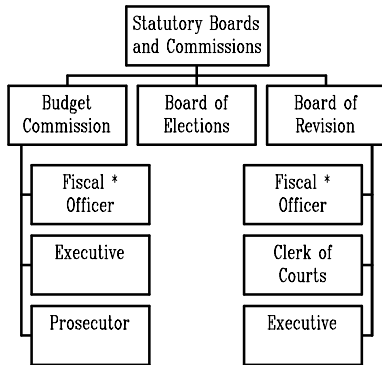 Statutory Boards
and Commissions
Budget
Commission
Board of
Elections
Board of
Revision
Fiscal *
Officer
Executive
Prosecutor
Fiscal *
Officer
Clerk of
Courts
Executive